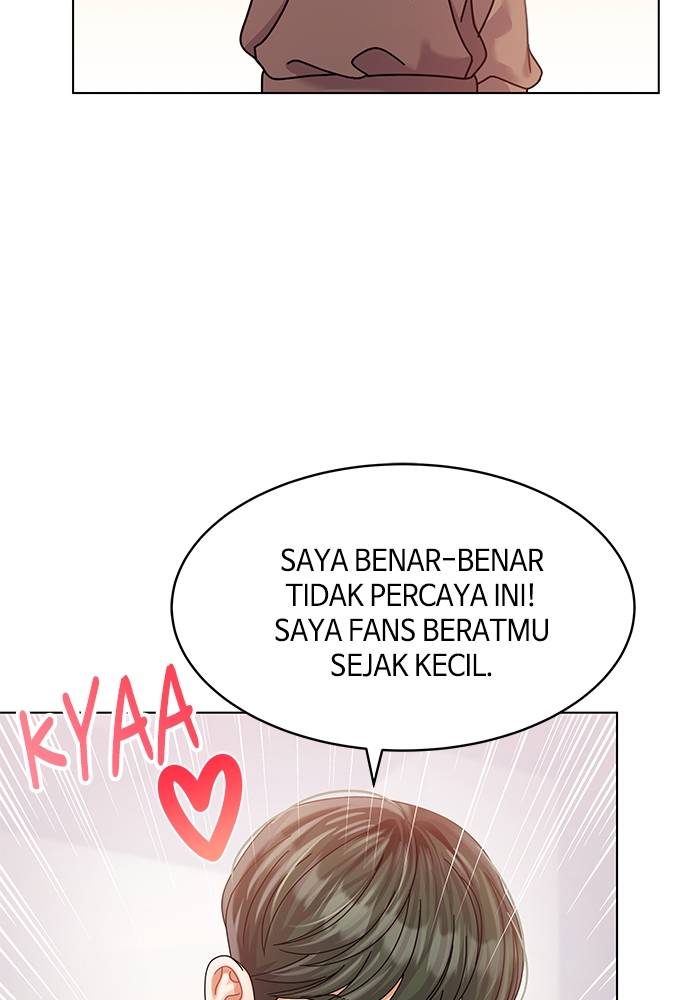 SAYA BENAR-BENAR
TIDAK PERCAYA INI!
SAYA FANS BERATMU
SEJAK KECIL.
KYAA